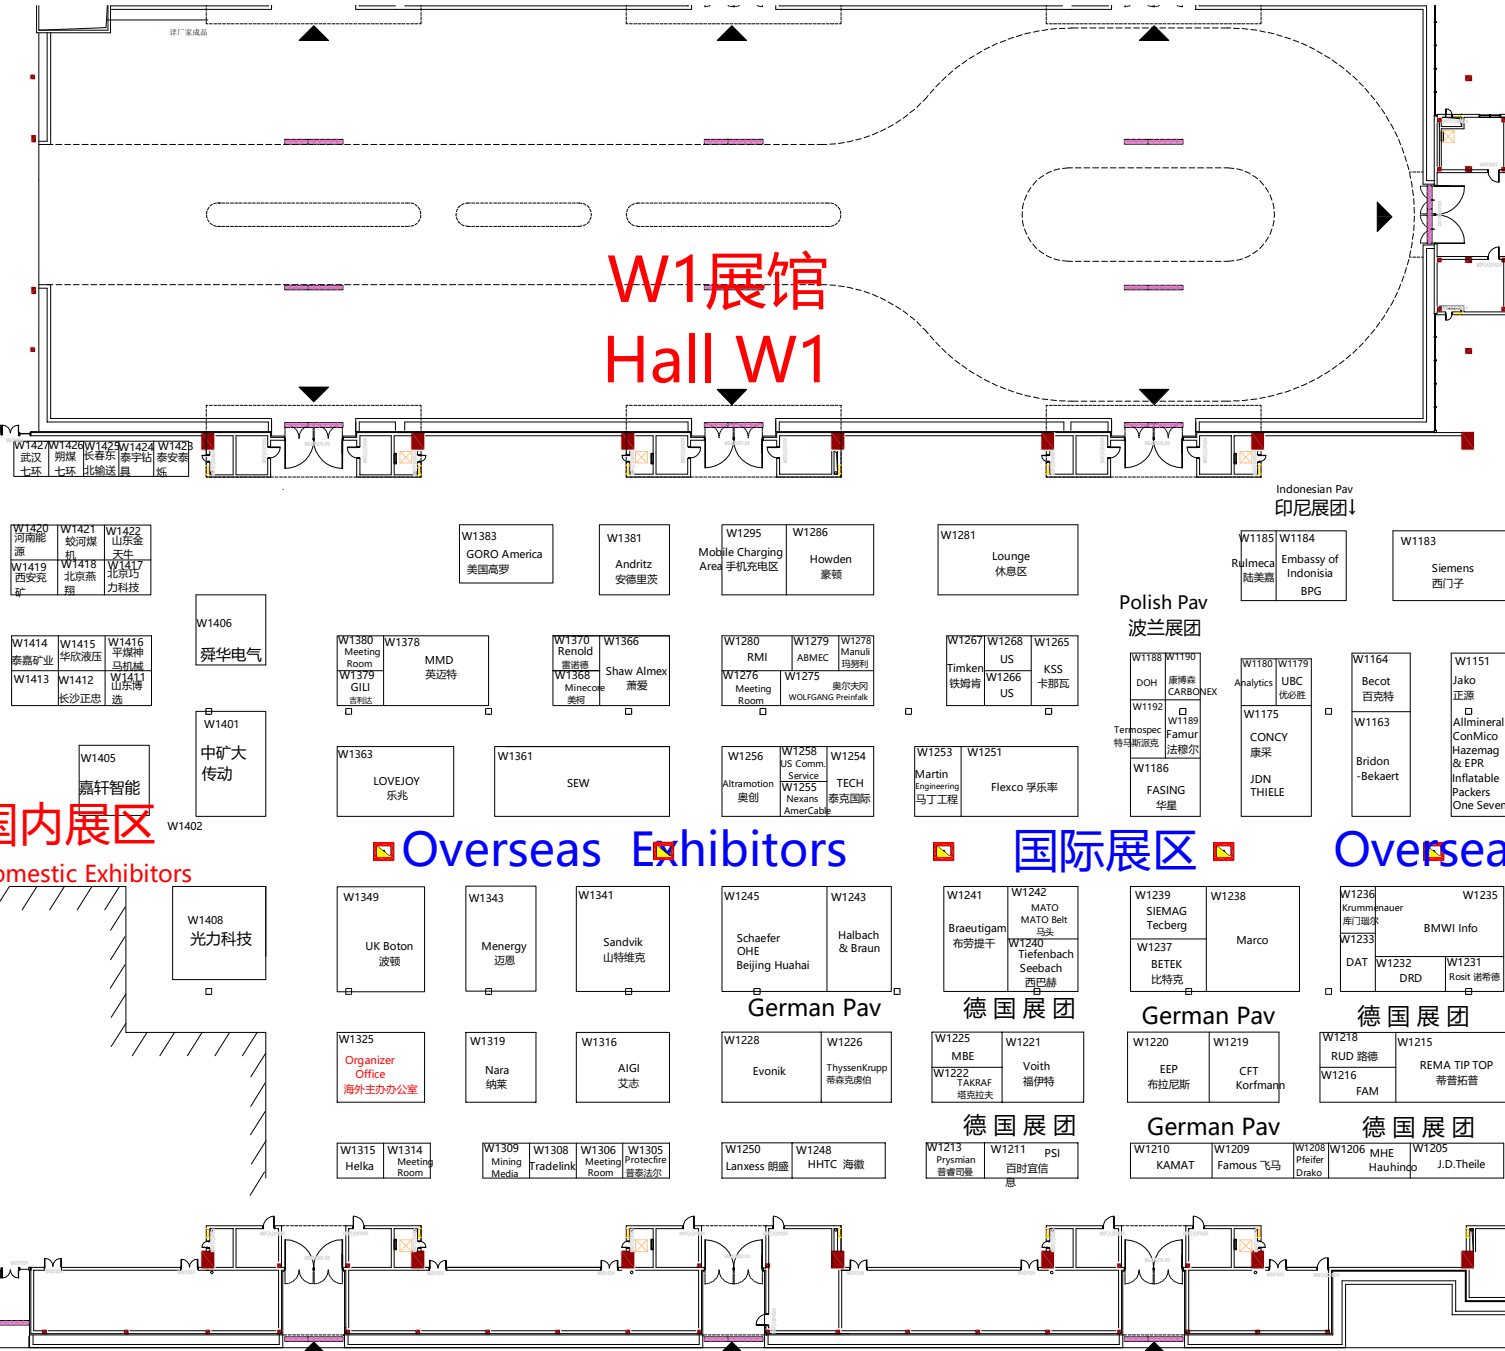 详厂家成品
W1展馆
Hall W1
W1427
武汉
七环
W1426
朔煤
七环
W1425
长春东
北输送
W1424
泰宇钻
具
W1423
泰安泰
烁
Indonesian Pav
印尼展团↓
W1420
河南能
源
W1421
蛟河煤
机
W1422
山东金
天牛
W1419
西安兖
矿
W1418
北京燕
翔
W1417
北京巧
力科技
W1383
GORO America
美国高罗
W1381
Andritz
安德里茨
W1295
Mobile Charging
Area 手机充电区
W1286
Howden
豪顿
W1281
Lounge
休息区
W1185
Rulmeca
陆美嘉
W1184
Embassy of
Indonisia
BPG
W1183
Siemens
西门子
Polish Pav
波兰展团
W1406
舜华电气
W1414
泰嘉矿业
W1415
华欣液压
W1416
平煤神
马机械
W1413
W1412
长沙正忠
W1411
山东博
选
W1380
Meeting
Room
W1379
GILI
吉利达
W1378
MMD
英迈特
W1370
Renold
雷诺德
W1368
Minecore
美柯
W1366
Shaw Almex
萧爱
W1280
RMI
W1279
ABMEC
W1278
Manuli
玛努利
W1276
Meeting
Room
W1275
奥尔夫冈
WOLFGANG Preinfalk
W1267
Timken
铁姆肯
W1268
US
W1266
US
W1265
KSS
卡那瓦
W1188
DOH
W1190
康博森
CARBONEX
W1192
Termospec
特马斯派克
W1189
Famur
法穆尔
W1186
FASING
华星
W1180
Analytics
W1179
UBC
优必胜
W1175
CONCY
康采
JDN
THIELE
W1164
Becot
百克特
W1163
Bridon
-Bekaert
W1151
Jako
正源
Allmineral
ConMico
Hazemag
& EPR
Inflatable
Packers
One Seven
W1405
嘉轩智能
W1401
中矿大
传动
W1402
W1363
LOVEJOY
乐兆
W1361
SEW
W1256
Altramotion
奥创
W1258
US Comm.
Service
W1255
Nexans
AmerCable
W1254
TECH
泰克国际
W1253
Martin
Engineering
马丁工程
W1251
Flexco 孚乐率
国内展区
omestic Exhibitors
Overseas Exhibitors
国际展区
Oversea
W1408
光力科技
W1349
UK Boton
波顿
W1343
Menergy
迈恩
W1341
Sandvik
山特维克
W1245
Schaefer
OHE
Beijing Huahai
W1243
Halbach
& Braun
W1241
Braeutigam
布劳提干
W1242
MATO
MATO Belt
马头
W1240
Tiefenbach
Seebach
西巴赫
W1239
SIEMAG
Tecberg
W1237
BETEK
比特克
W1238
Marco
W1236
Krummenauer
库门瑙尔
W1235
BMWI Info
W1233
DAT
W1232
DRD
W1231
Rosit 诺希德
German Pav
德 国 展 团
German Pav
德 国 展 团
W1325
Organizer
Office
海外主办办公室
W1319
Nara
纳莱
W1316
AIGI
艾志
W1228
Evonik
W1226
ThyssenKrupp
蒂森克虏伯
W1225
MBE
W1222
TAKRAF
塔克拉夫
W1221
Voith
福伊特
W1220
EEP
布拉尼斯
W1219
CFT
Korfmann
W1218
RUD 路德
W1216
FAM
W1215
REMA TIP TOP
蒂普拓普
德 国 展 团
German Pav
德 国 展 团
W1315
Helka
W1314
Meeting
Room
W1309
Mining
Media
W1308
Tradelink
W1306
Meeting
Room
W1305
Protecfire
普泰法尔
W1250
Lanxess 朗盛
W1248
HHTC 海徽
W1213
Prysmian
普睿司曼
W1211
PSI
百时宜信
息
W1210
KAMAT
W1209
Famous 飞马
W1208
Pfeifer
Drako
W1206
MHE
Hauhinco
W1205
J.D.Theile